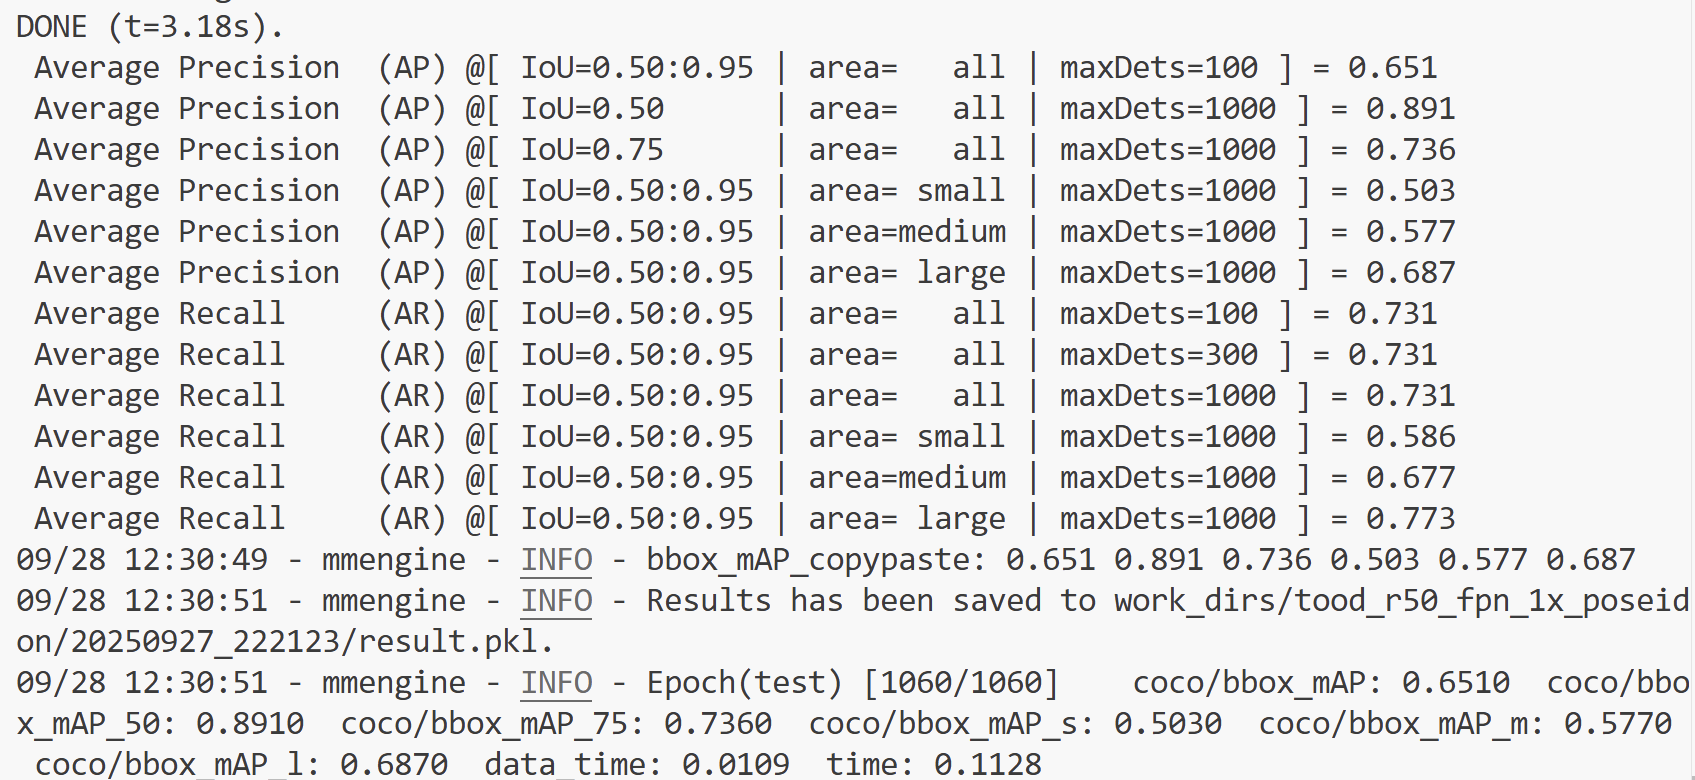 DONE (t=3.18s).
 Average Precision  (AP) @[ IoU=0.50:0.95 | area=   all | maxDets=100 ] = 0.651
 Average Precision  (AP) @[ IoU=0.50      | area=   all | maxDets=1000 ] = 0.891
 Average Precision  (AP) @[ IoU=0.75      | area=   all | maxDets=1000 ] = 0.736
 Average Precision  (AP) @[ IoU=0.50:0.95 | area= small | maxDets=1000 ] = 0.503
 Average Precision  (AP) @[ IoU=0.50:0.95 | area=medium | maxDets=1000 ] = 0.577
 Average Precision  (AP) @[ IoU=0.50:0.95 | area= large | maxDets=1000 ] = 0.687
 Average Recall     (AR) @[ IoU=0.50:0.95 | area=   all | maxDets=100 ] = 0.731
 Average Recall     (AR) @[ IoU=0.50:0.95 | area=   all | maxDets=300 ] = 0.731
 Average Recall     (AR) @[ IoU=0.50:0.95 | area=   all | maxDets=1000 ] = 0.731
 Average Recall     (AR) @[ IoU=0.50:0.95 | area= small | maxDets=1000 ] = 0.586
 Average Recall     (AR) @[ IoU=0.50:0.95 | area=medium | maxDets=1000 ] = 0.677
 Average Recall     (AR) @[ IoU=0.50:0.95 | area= large | maxDets=1000 ] = 0.773
09/28 12:30:49 - mmengine - INFO - bbox_mAP_copypaste: 0.651 0.891 0.736 0.503 0.577 0.687
09/28 12:30:51 - mmengine - INFO - Results has been saved to work_dirs/tood_r50_fpn_1x_poseid
on/20250927_222123/result.pkl.
09/28 12:30:51 - mmengine - INFO - Epoch(test) [1060/1060]    coco/bbox_mAP: 0.6510  coco/bbo
x_mAP_50: 0.8910  coco/bbox_mAP_75: 0.7360  coco/bbox_mAP_s: 0.5030  coco/bbox_mAP_m: 0.5770
 coco/bbox_mAP_l: 0.6870  data_time: 0.0109  time: 0.1128